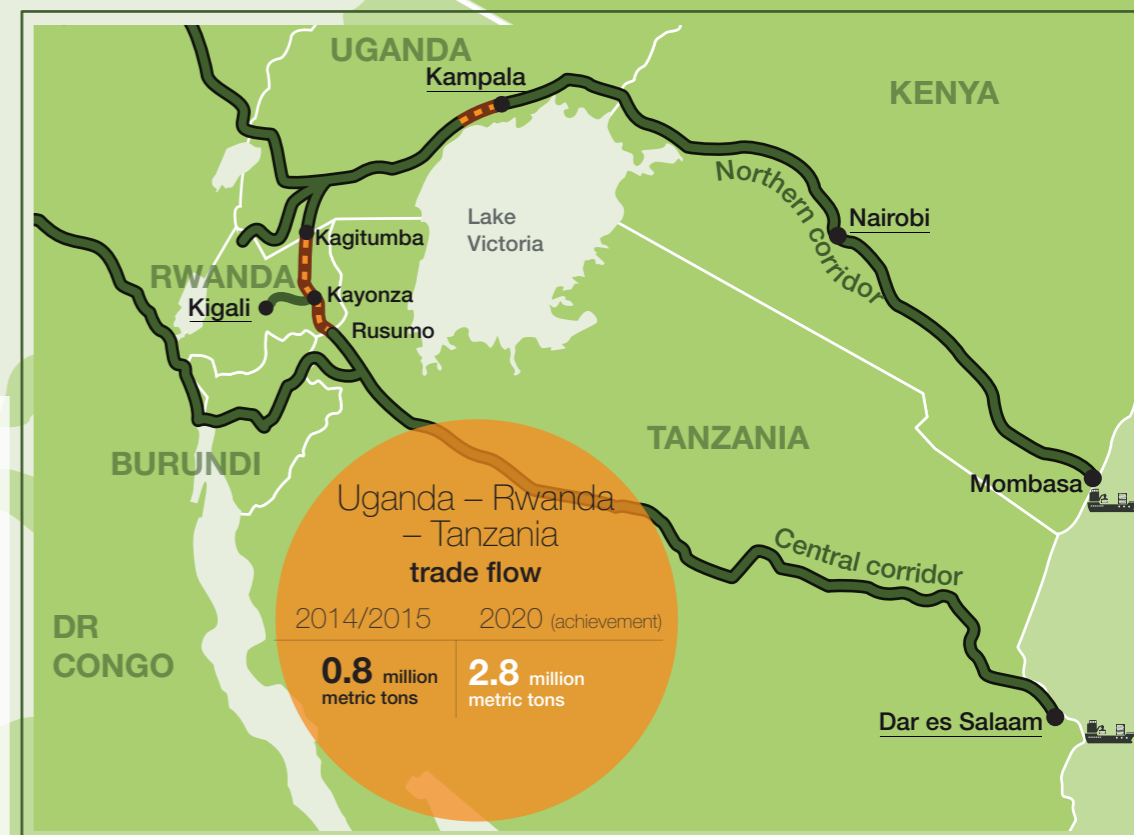 UGANDA
Kampala
KENYA
Northern corridor
Lake
Victoria
Nairobi
Kagitumba
RWANDA
Kayonza
Kigali
Rusumo
TANZANIA
BURUNDI
Mombasa
Uganda – Rwanda
– Tanzania
trade flow
2014/2015 2020 (achievement)
0.8 million
metric tons
2.8 million
metric tons
Central corridor
DR
CONGO
Dar es Salaam